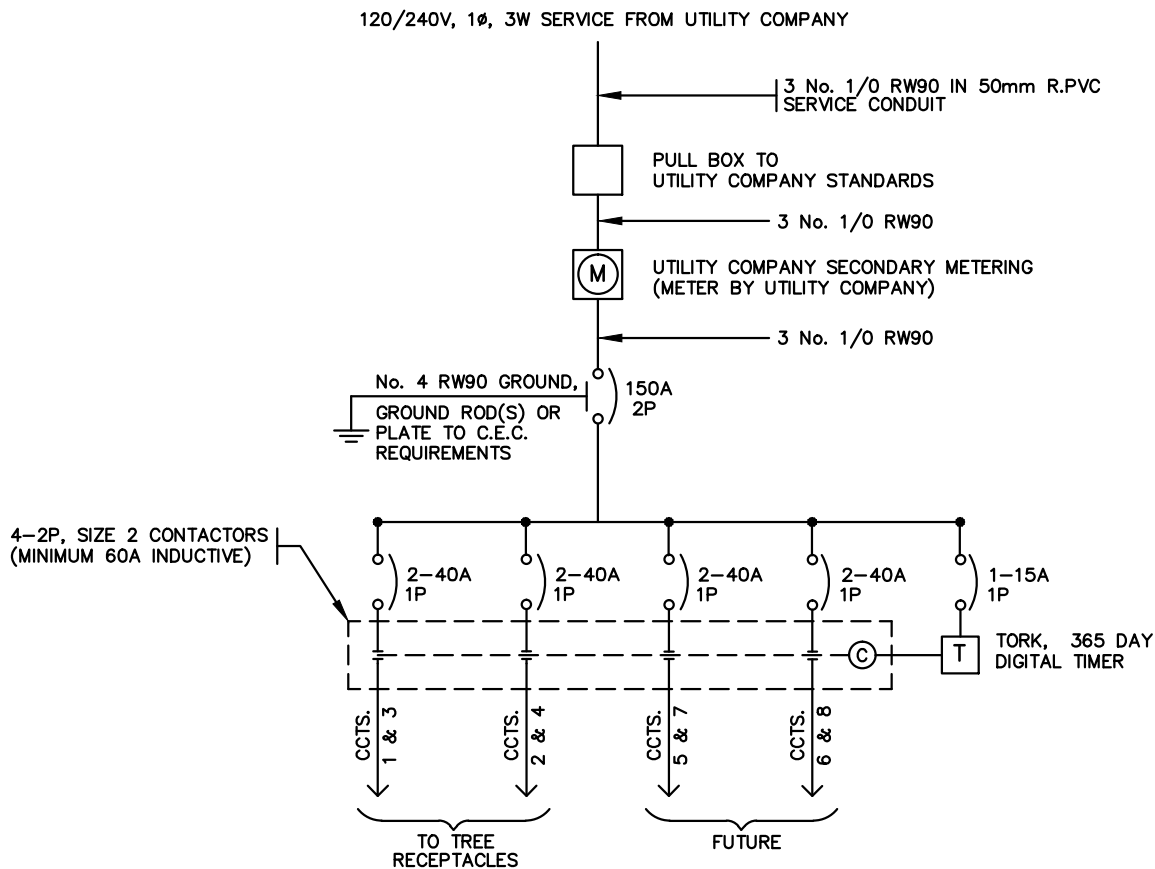 120/240V, 1ø, 3W SERVICE FROM UTILITY COMPANY
3 No. 1/0 RW90 IN 50mm R.PVC
SERVICE CONDUIT
PULL BOX TO
UTILITY COMPANY STANDARDS
3 No. 1/0 RW90
M
UTILITY COMPANY SECONDARY METERING
(METER BY UTILITY COMPANY)
3 No. 1/0 RW90
No. 4 RW90 GROUND,
GROUND ROD(S) OR
PLATE TO C.E.C.
REQUIREMENTS
150A
2P
4-2P, SIZE 2 CONTACTORS
(MINIMUM 60A INDUCTIVE)
2-40A
1P
2-40A
1P
2-40A
1P
2-40A
1P
1-15A
1P
C
T
TORK, 365 DAY
DIGITAL TIMER
CCTS.
1 & 3
CCTS.
2 & 4
CCTS.
5 & 7
CCTS.
6 & 8
TO TREE
RECEPTACLES
FUTURE